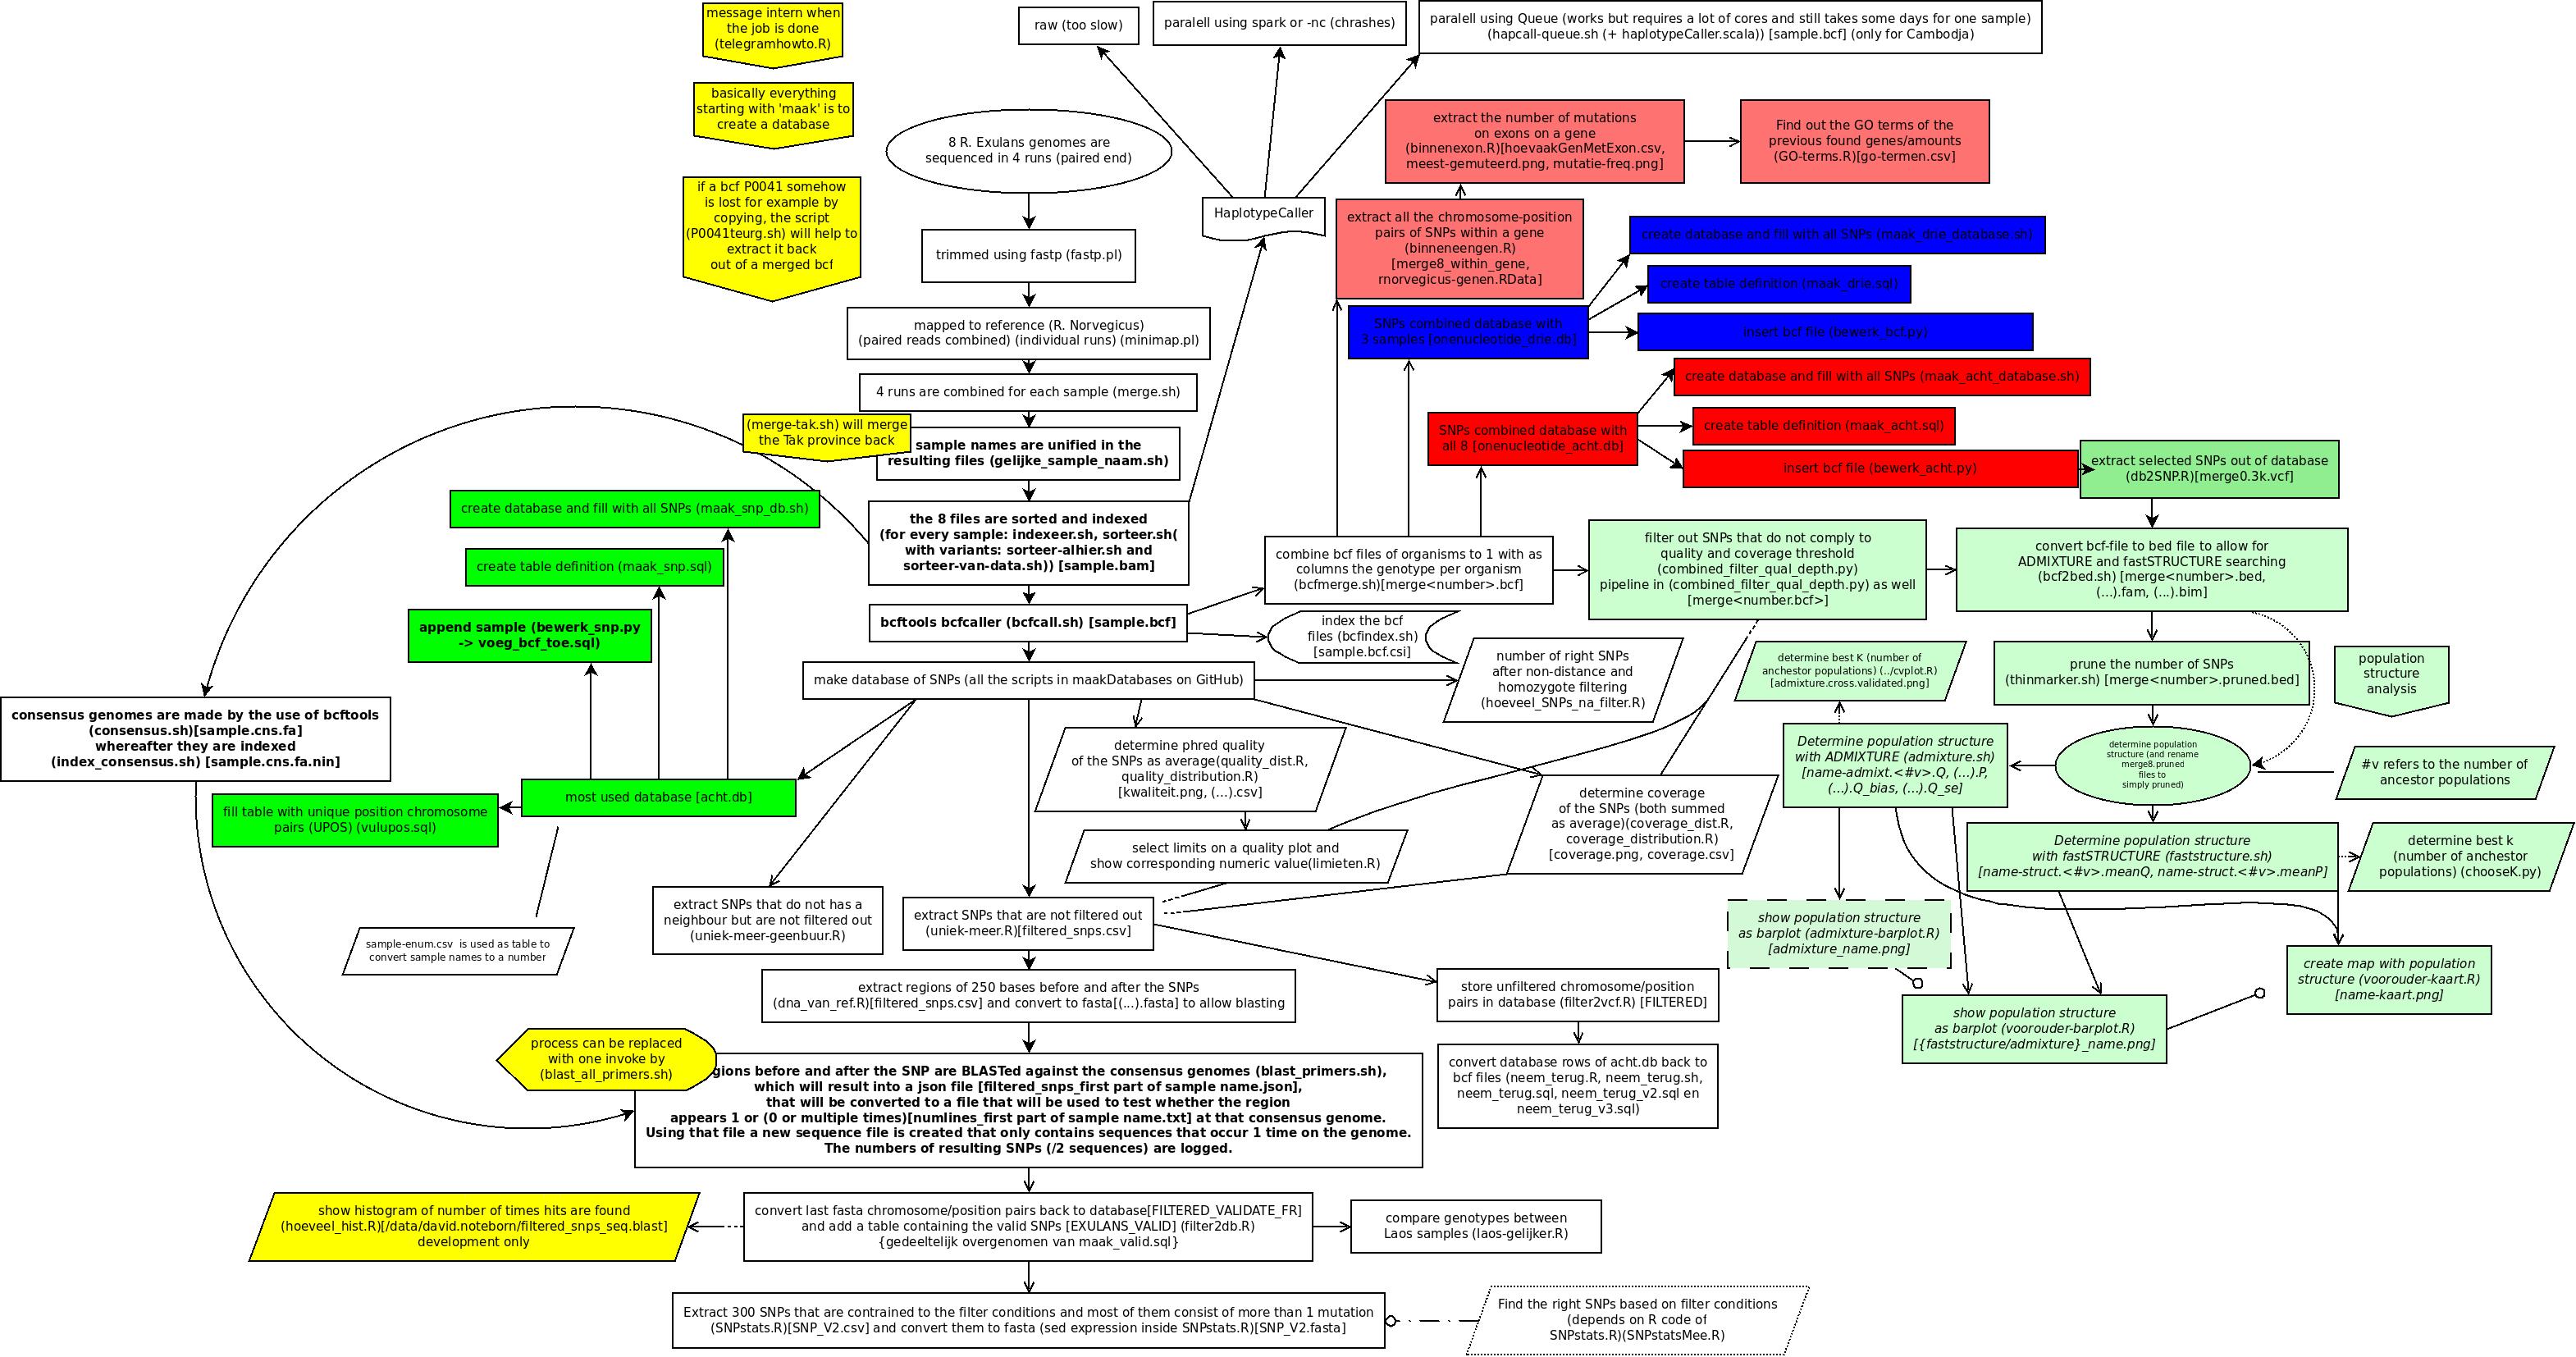 message intern when
the job is done
(telegramhowto.R)
raw (too slow)
paralell using spark or -nc (chrashes)
paralell using Queue (works but requires a lot of cores and still takes some days for one sample)
(hapcall-queue.sh (+ haplotypeCaller.scala)) [sample.bcf] (only for Cambodja)
basically everything
starting with 'maak' is to
create a database
8 R. Exulans genomes are
sequenced in 4 runs (paired end)
extract the number of mutations
on exons on a gene
(binnenexon.R)[hoevaakGenMetExon.csv,
meest-gemuteerd.png, mutatie-freq.png]
Find out the GO terms of the
previous found genes/amounts
(GO-terms.R)[go-termen.csv]
if a bcf P0041 somehow
is lost for example by
copying, the script
(P0041teurg.sh) will help to
extract it back
out of a merged bcf
HaplotypeCaller
extract all the chromosome-position
pairs of SNPs within a gene
(binneneengen.R)
[merge8_within_gene,
rnorvegicus-genen.RData]
trimmed using fastp (fastp.pl)
create database and fill with all SNPs (maak_drie_database.sh)
create table definition (maak_drie.sql)
SNPs combined database with
3 samples [onenucleotide_drie.db]
insert bcf file (bewerk_bcf.py)
mapped to reference (R. Norvegicus)
(paired reads combined) (individual runs) (minimap.pl)
4 runs are combined for each sample (merge.sh)
create database and fill with all SNPs (maak_acht_database.sh)
(merge-tak.sh) will merge
the Tak province back
sample names are unified in the
resulting files (gelijke_sample_naam.sh)
SNPs combined database with
all 8 [onenucleotide_acht.db]
create table definition (maak_acht.sql)
insert bcf file (bewerk_acht.py)
extract selected SNPs out of database
(db2SNP.R)[merge0.3k.vcf]
create database and fill with all SNPs (maak_snp_db.sh)
the 8 files are sorted and indexed
(for every sample: indexeer.sh, sorteer.sh(
with variants: sorteer-alhier.sh and
sorteer-van-data.sh)) [sample.bam]
create table definition (maak_snp.sql)
combine bcf files of organisms to 1 with as
columns the genotype per organism
(bcfmerge.sh)[merge<number>.bcf]
filter out SNPs that do not comply to
quality and coverage threshold
(combined_filter_qual_depth.py)
pipeline in (combined_filter_qual_depth.py) as well
[merge<number.bcf>]
convert bcf-file to bed file to allow for
ADMIXTURE and fastSTRUCTURE searching
(bcf2bed.sh) [merge<number>.bed,
(...).fam, (...).bim]
append sample (bewerk_snp.py
-> voeg_bcf_toe.sql)
bcftools bcfcaller (bcfcall.sh) [sample.bcf]
index the bcf
files (bcfindex.sh)
[sample.bcf.csi]
number of right SNPs
after non-distance and
homozygote filtering
(hoeveel_SNPs_na_filter.R)
determine best K (number of
anchestor populations) (../cvplot.R)
[admixture.cross.validated.png]
prune the number of SNPs
(thinmarker.sh) [merge<number>.pruned.bed]
population
structure
analysis
make database of SNPs (all the scripts in maakDatabases on GitHub)
consensus genomes are made by the use of bcftools
(consensus.sh)[sample.cns.fa]
whereafter they are indexed
(index_consensus.sh) [sample.cns.fa.nin]
determine phred quality
of the SNPs as average(quality_dist.R,
quality_distribution.R)
[kwaliteit.png, (...).csv]
Determine population structure
with ADMIXTURE (admixture.sh)
[name-admixt.<#v>.Q, (...).P,
(...).Q_bias, (...).Q_se]
determine population
structure (and rename
merge8.pruned
files to
simply pruned)
#v refers to the number of
ancestor populations
most used database [acht.db]
fill table with unique position chromosome
pairs (UPOS) (vulupos.sql)
determine coverage
of the SNPs (both summed
as average)(coverage_dist.R,
coverage_distribution.R)
[coverage.png, coverage.csv]
select limits on a quality plot and
show corresponding numeric value(limieten.R)
Determine population structure
with fastSTRUCTURE (faststructure.sh)
[name-struct.<#v>.meanQ, name-struct.<#v>.meanP]
determine best k
(number of anchestor
populations) (chooseK.py)
extract SNPs that do not has a
neighbour but are not filtered out
(uniek-meer-geenbuur.R)
extract SNPs that are not filtered out
(uniek-meer.R)[filtered_snps.csv]
show population structure
as barplot (admixture-barplot.R)
[admixture_name.png]
sample-enum.csv  is used as table to
convert sample names to a number
create map with population
structure (voorouder-kaart.R)
[name-kaart.png]
extract regions of 250 bases before and after the SNPs
(dna_van_ref.R)[filtered_snps.csv] and convert to fasta[(...).fasta] to allow blasting
store unfiltered chromosome/position
pairs in database (filter2vcf.R) [FILTERED]
show population structure
as barplot (voorouder-barplot.R)
[{faststructure/admixture}_name.png]
process can be replaced
with one invoke by
(blast_all_primers.sh)
gions before and after the SNP are BLASTed against the consensus genomes (blast_primers.sh),
which will result into a json file [filtered_snps_first part of sample name.json],
that will be converted to a file that will be used to test whether the region
appears 1 or (0 or multiple times)[numlines_first part of sample name.txt] at that consensus genome.
Using that file a new sequence file is created that only contains sequences that occur 1 time on the genome.
The numbers of resulting SNPs (/2 sequences) are logged.
convert database rows of acht.db back to
bcf files (neem_terug.R, neem_terug.sh,
neem_terug.sql, neem_terug_v2.sql en
neem_terug_v3.sql)
show histogram of number of times hits are found
(hoeveel_hist.R)[/data/david.noteborn/filtered_snps_seq.blast]
development only
convert last fasta chromosome/position pairs back to database[FILTERED_VALIDATE_FR]
and add a table containing the valid SNPs [EXULANS_VALID] (filter2db.R)
{gedeeltelijk overgenomen van maak_valid.sql}
compare genotypes between
Laos samples (laos-gelijker.R)
Extract 300 SNPs that are contrained to the filter conditions and most of them consist of more than 1 mutation
(SNPstats.R)[SNP_V2.csv] and convert them to fasta (sed expression inside SNPstats.R)[SNP_V2.fasta]
Find the right SNPs based on filter conditions
(depends on R code of
SNPstats.R)(SNPstatsMee.R)